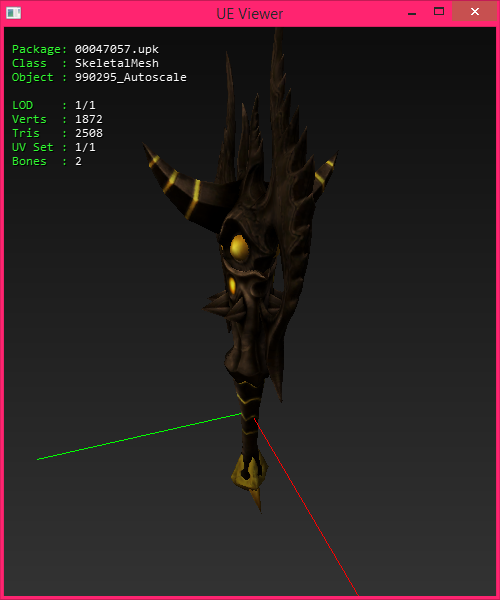 UE Viewer
Package: 00047057.upk
Class  : SkeletalMesh
Object : 990295_Autoscale
LOD    : 1/1
Verts  : 1872
Tris   : 2508
UV Set : 1/1
Bones  : 2